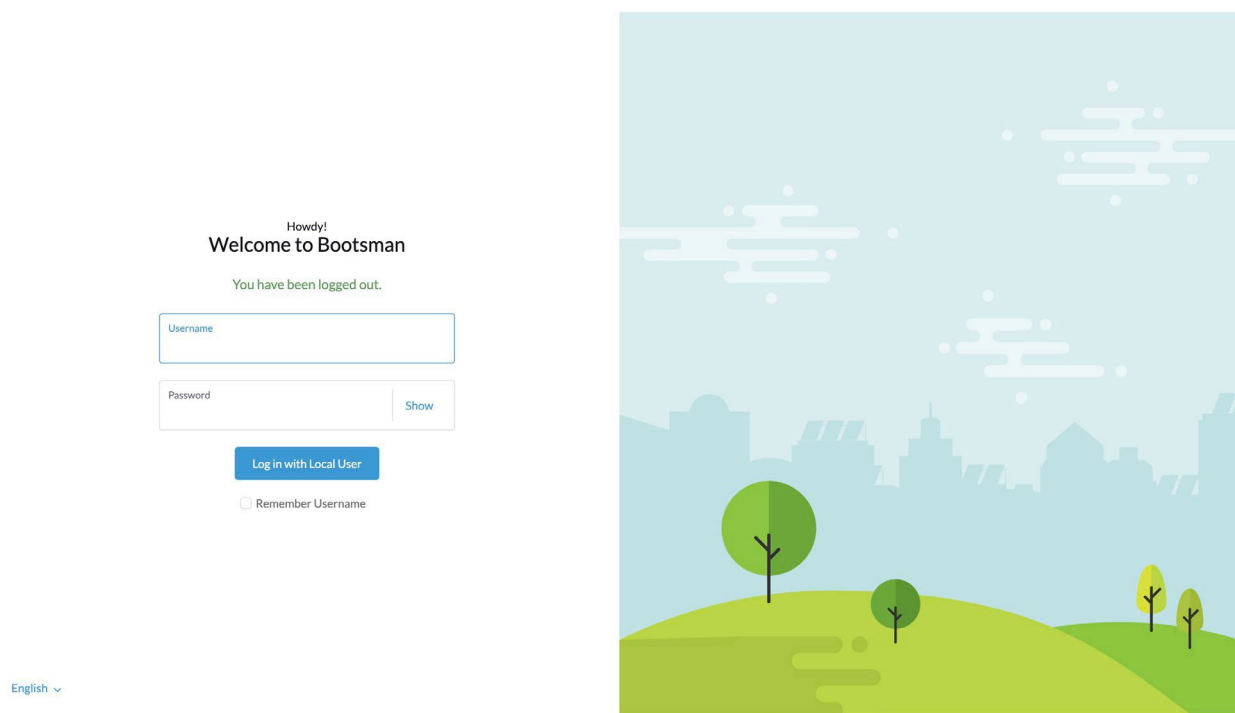 Howdy!
Welcome to Bootsman
You have been logged out.
Username
Password
Show
Log in with Local User
Remember Username
English